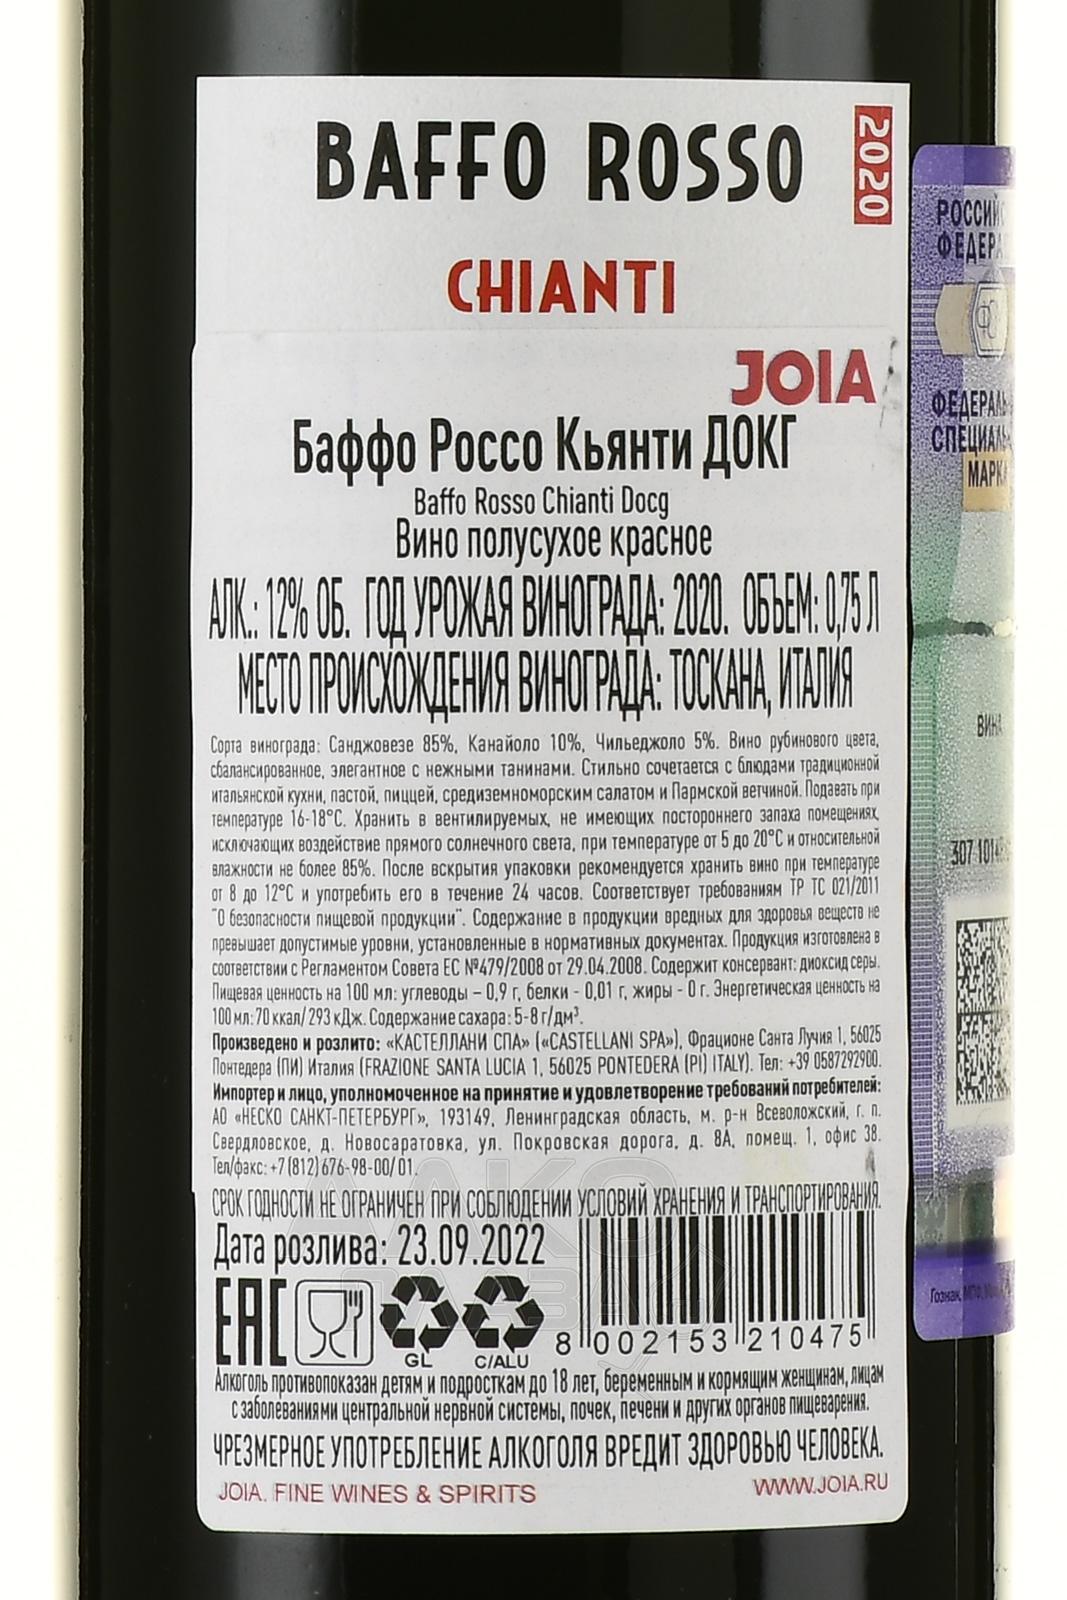 BAFFO ROSSO
2020
CHIANTI
JOIA
Баффо Россо Кьянти ДОКГ
Baffo Rosso Chianti Docg
Вино полусухое красное
АЛК.: 12% ОБ. ГОД УРОЖАЯ ВИНОГРАДА: 2020. ОБЪЕМ: 0,75 Л
МЕСТО ПРОИСХОЖДЕНИЯ ВИНОГРАДА: ТОСКАНА, ИТАЛИЯ
Сорта винограда: Санджовезе 85%, Канайоло 10%, Чильеджоло 5%. Вино рубинового цвета,
сбалансированное, элегантное с нежными танинами. Стильно сочетается с блюдами традиционной
итальянской кухни, пастой, пиццей, средиземноморским салатом и Пармской ветчиной. Подавать при
температуре 16-18°С. Хранить в вентилируемых, не имеющих постороннего запаха помещениях,
исключающих воздействие прямого солнечного света, при температуре от 5 до 20°С и относительной
влажности не более 85%. После вскрытия упаковки рекомендуется хранить вино при температуре
от 8 до 12°С и употребить его в течение 24 часов. Соответствует требованиям ТР ТС 021/2011
"О безопасности пищевой продукции". Содержание в продукции вредных для здоровья веществ не
превышает допустимые уровни, установленные в нормативных документах. Продукция изготовлена в
соответствии с Регламентом Совета ЕС №479/2008 от 29.04.2008. Содержит консервант: диоксид серы.
Пищевая ценность на 100 мл: углеводы – 0,9 г, белки - 0,01 г, жиры - 0 г. Энергетическая ценность на
100 мл: 70 ккал/ 293 кДж. Содержание сахара: 5-8 г/дм³.
Произведено и розлито: «КАСТЕЛЛАНИ СПА» («CASTELLANI SPA»), Фрационе Санта Лучия 1, 56025
Понтедера (ПИ) Италия (FRAZIONE SANTA LUCIA 1, 56025 PONTEDERA (PI) ITALY). Тел: +39 0587292900.
Импортер и лицо, уполномоченное на принятие и удовлетворение требований потребителей:
АО «НЕСКО САНКТ-ПЕТЕРБУРГ», 193149, Ленинградская область, м. р-н Всеволожский, г. п.
Свердловское, д. Новосаратовка, ул. Покровская дорога, д. 8А, помещ. 1, офис 38.
Тел/факс: +7 (812) 676-98-00/ 01.
СРОК ГОДНОСТИ НЕ ОГРАНИЧЕН ПРИ СОБЛЮДЕНИИ УСЛОВИЙ ХРАНЕНИЯ И ТРАНСПОРТИРОВАНИЯ.
Дата розлива: 23.09.2022
EAC
GL
C/ALU
8 002153 210475
Алкоголь противопоказан детям и подросткам до 18 лет, беременным и кормящим женщинам, лицам
с заболеваниями центральной нервной системы, почек, печени и других органов пищеварения.
ЧРЕЗМЕРНОЕ УПОТРЕБЛЕНИЕ АЛКОГОЛЯ ВРЕДИТ ЗДОРОВЬЮ ЧЕЛОВЕКА.
JOIA. FINE WINES & SPIRITS
WWW.JOIA.RU
МАРКА
ВИНА
307
Гознак